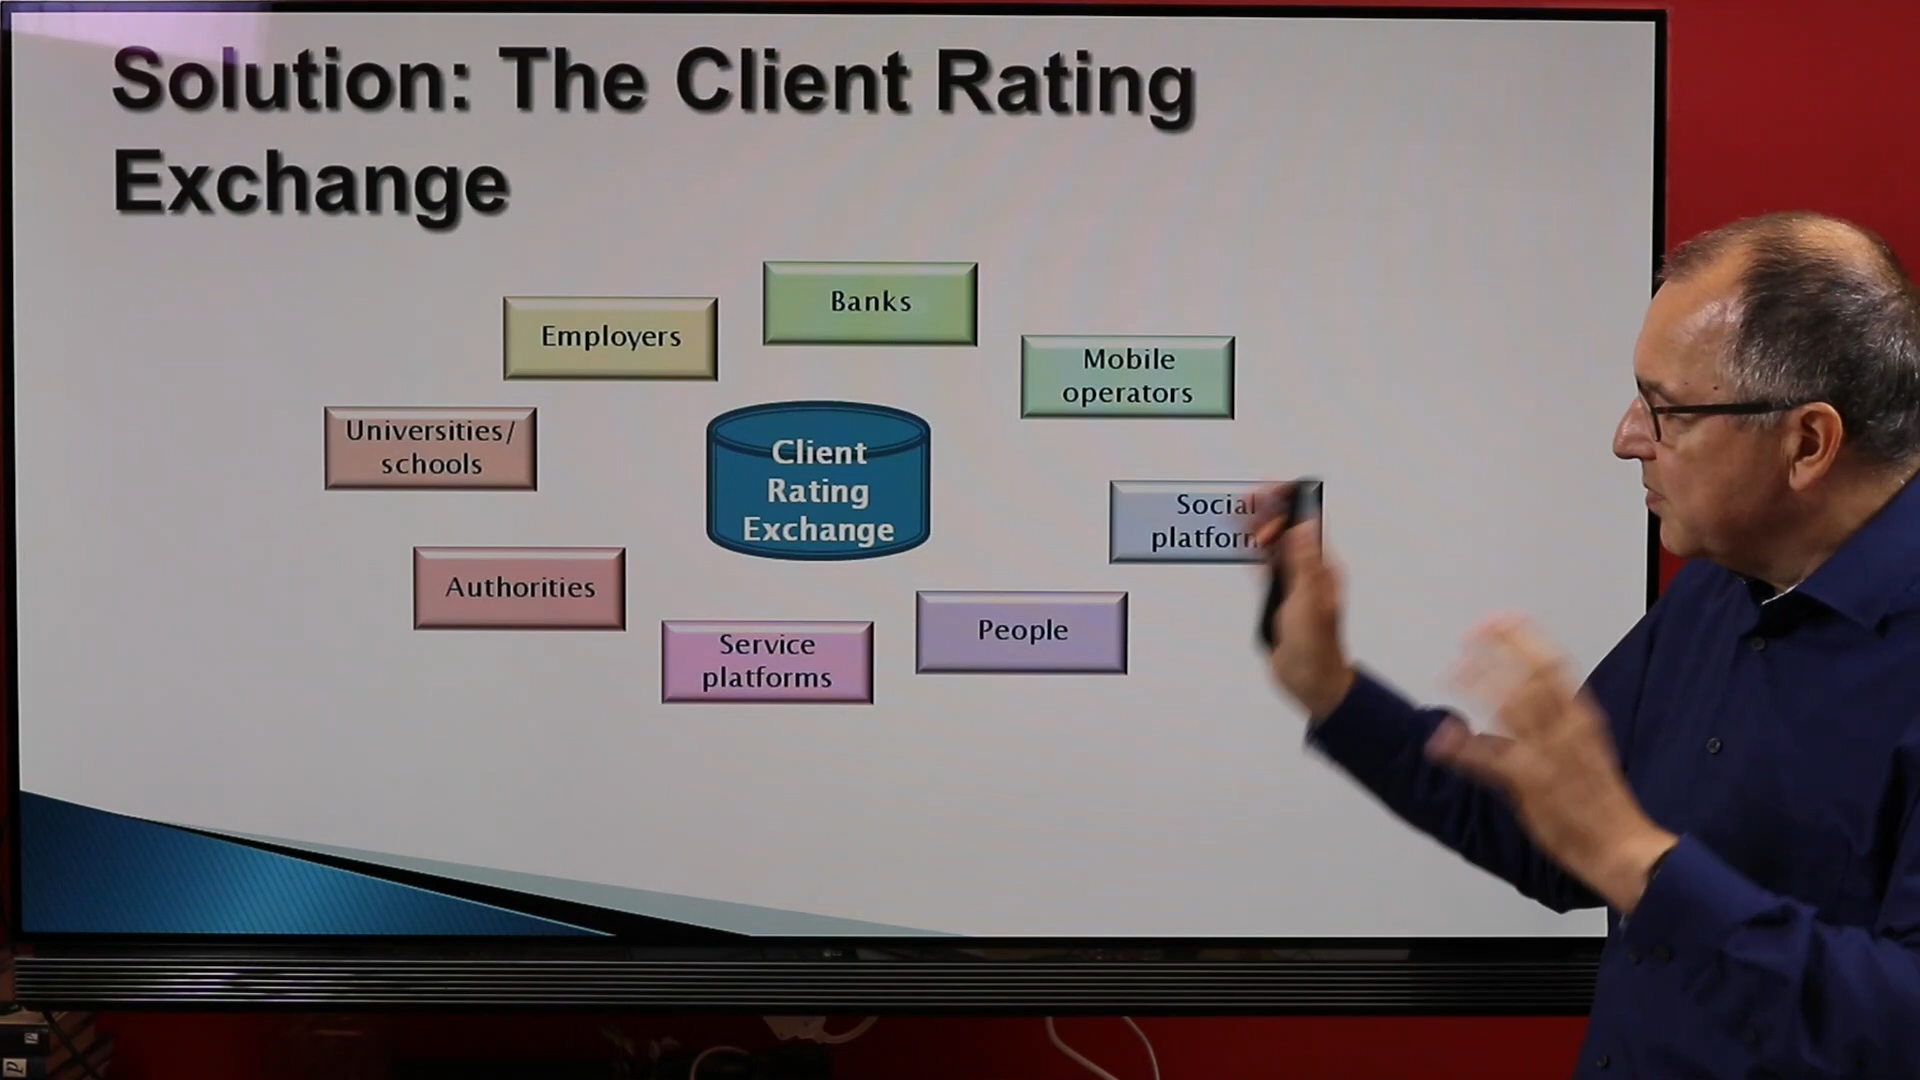 Solution: The Client Rating
Exchange
Banks
Employers
Mobile
operators
Universities/
schools
Client
Rating
Exchange
Social
Authorities
People
Service
platforms